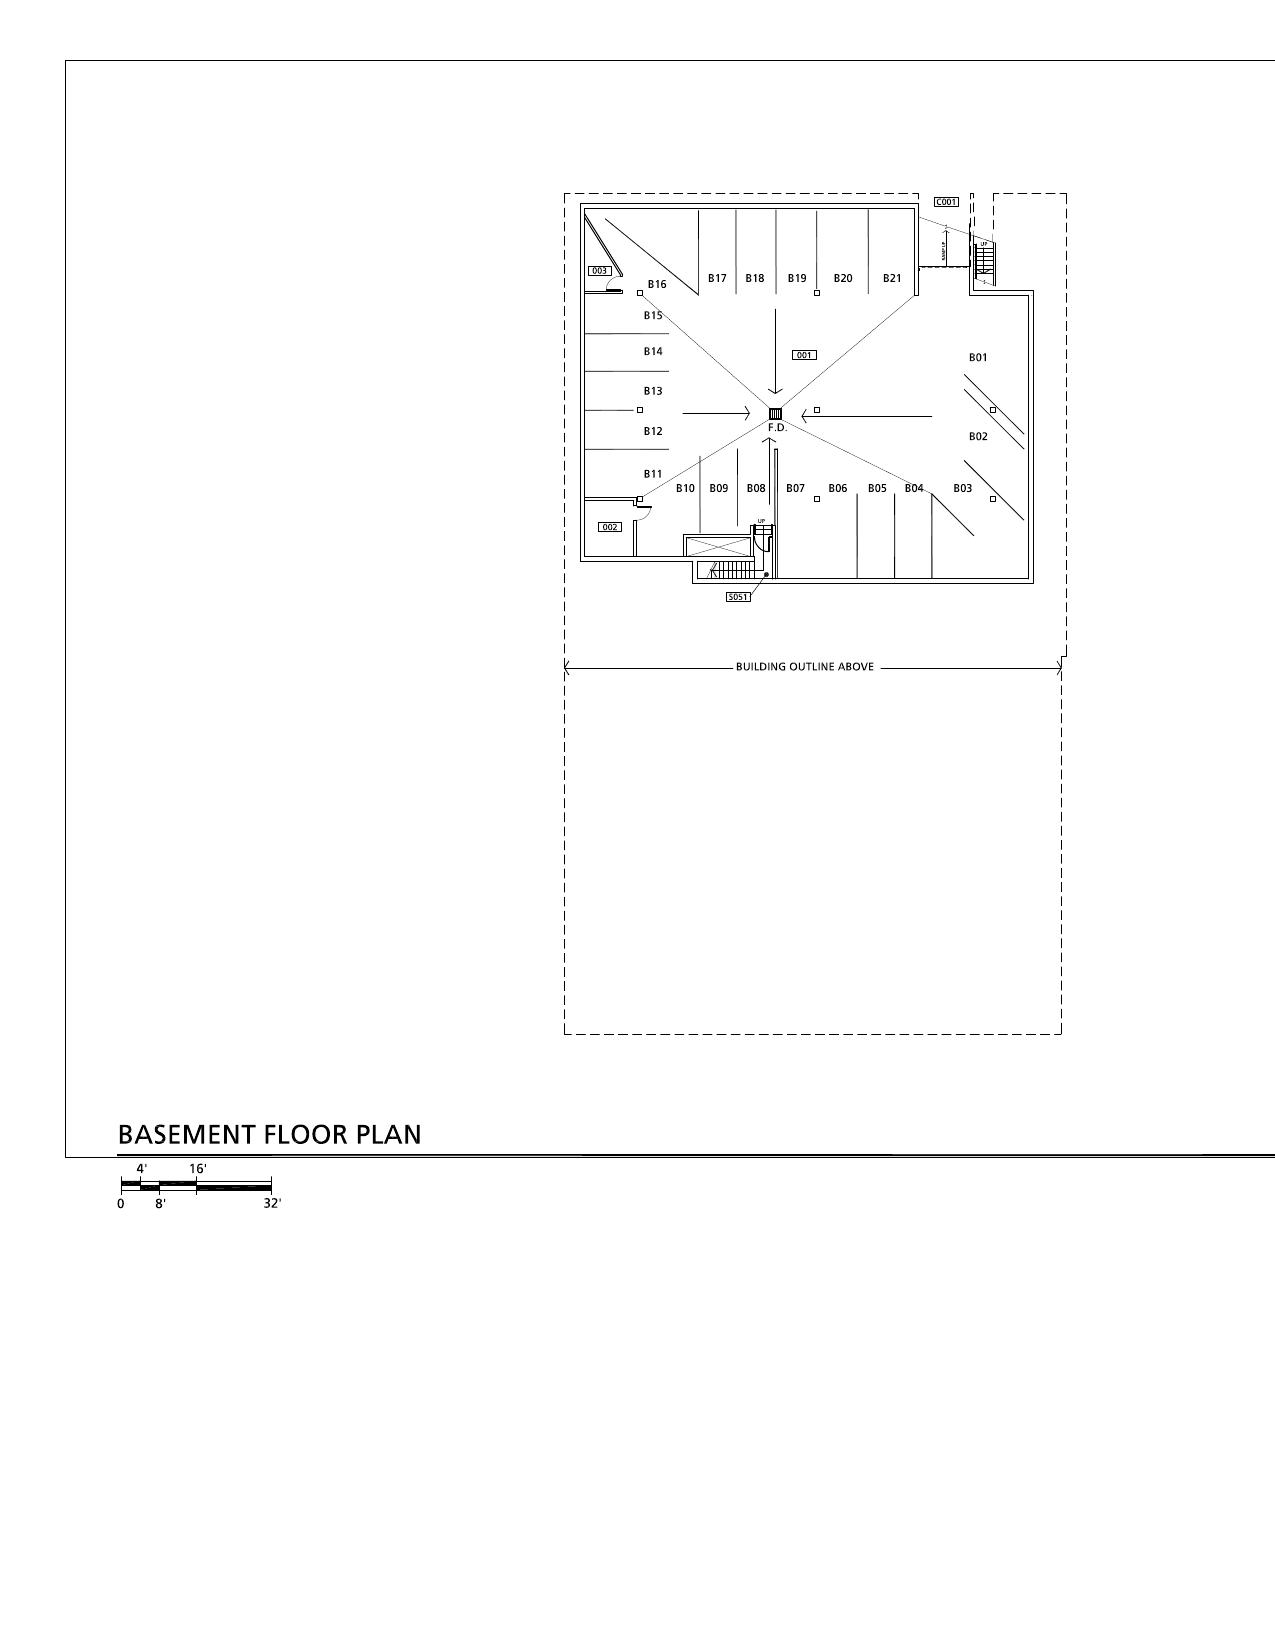 C001
RAMP UP
UP
003
B16
B17
B18
B19
B20
B21
B15
B14
001
B01
B13
F.D.
B12
B02
B11
B10
B09
B08
B07
B06
B05
B04
B03
002
UP
S051
BUILDING OUTLINE ABOVE
BASEMENT FLOOR PLAN
4' 16'
0 8' 32'